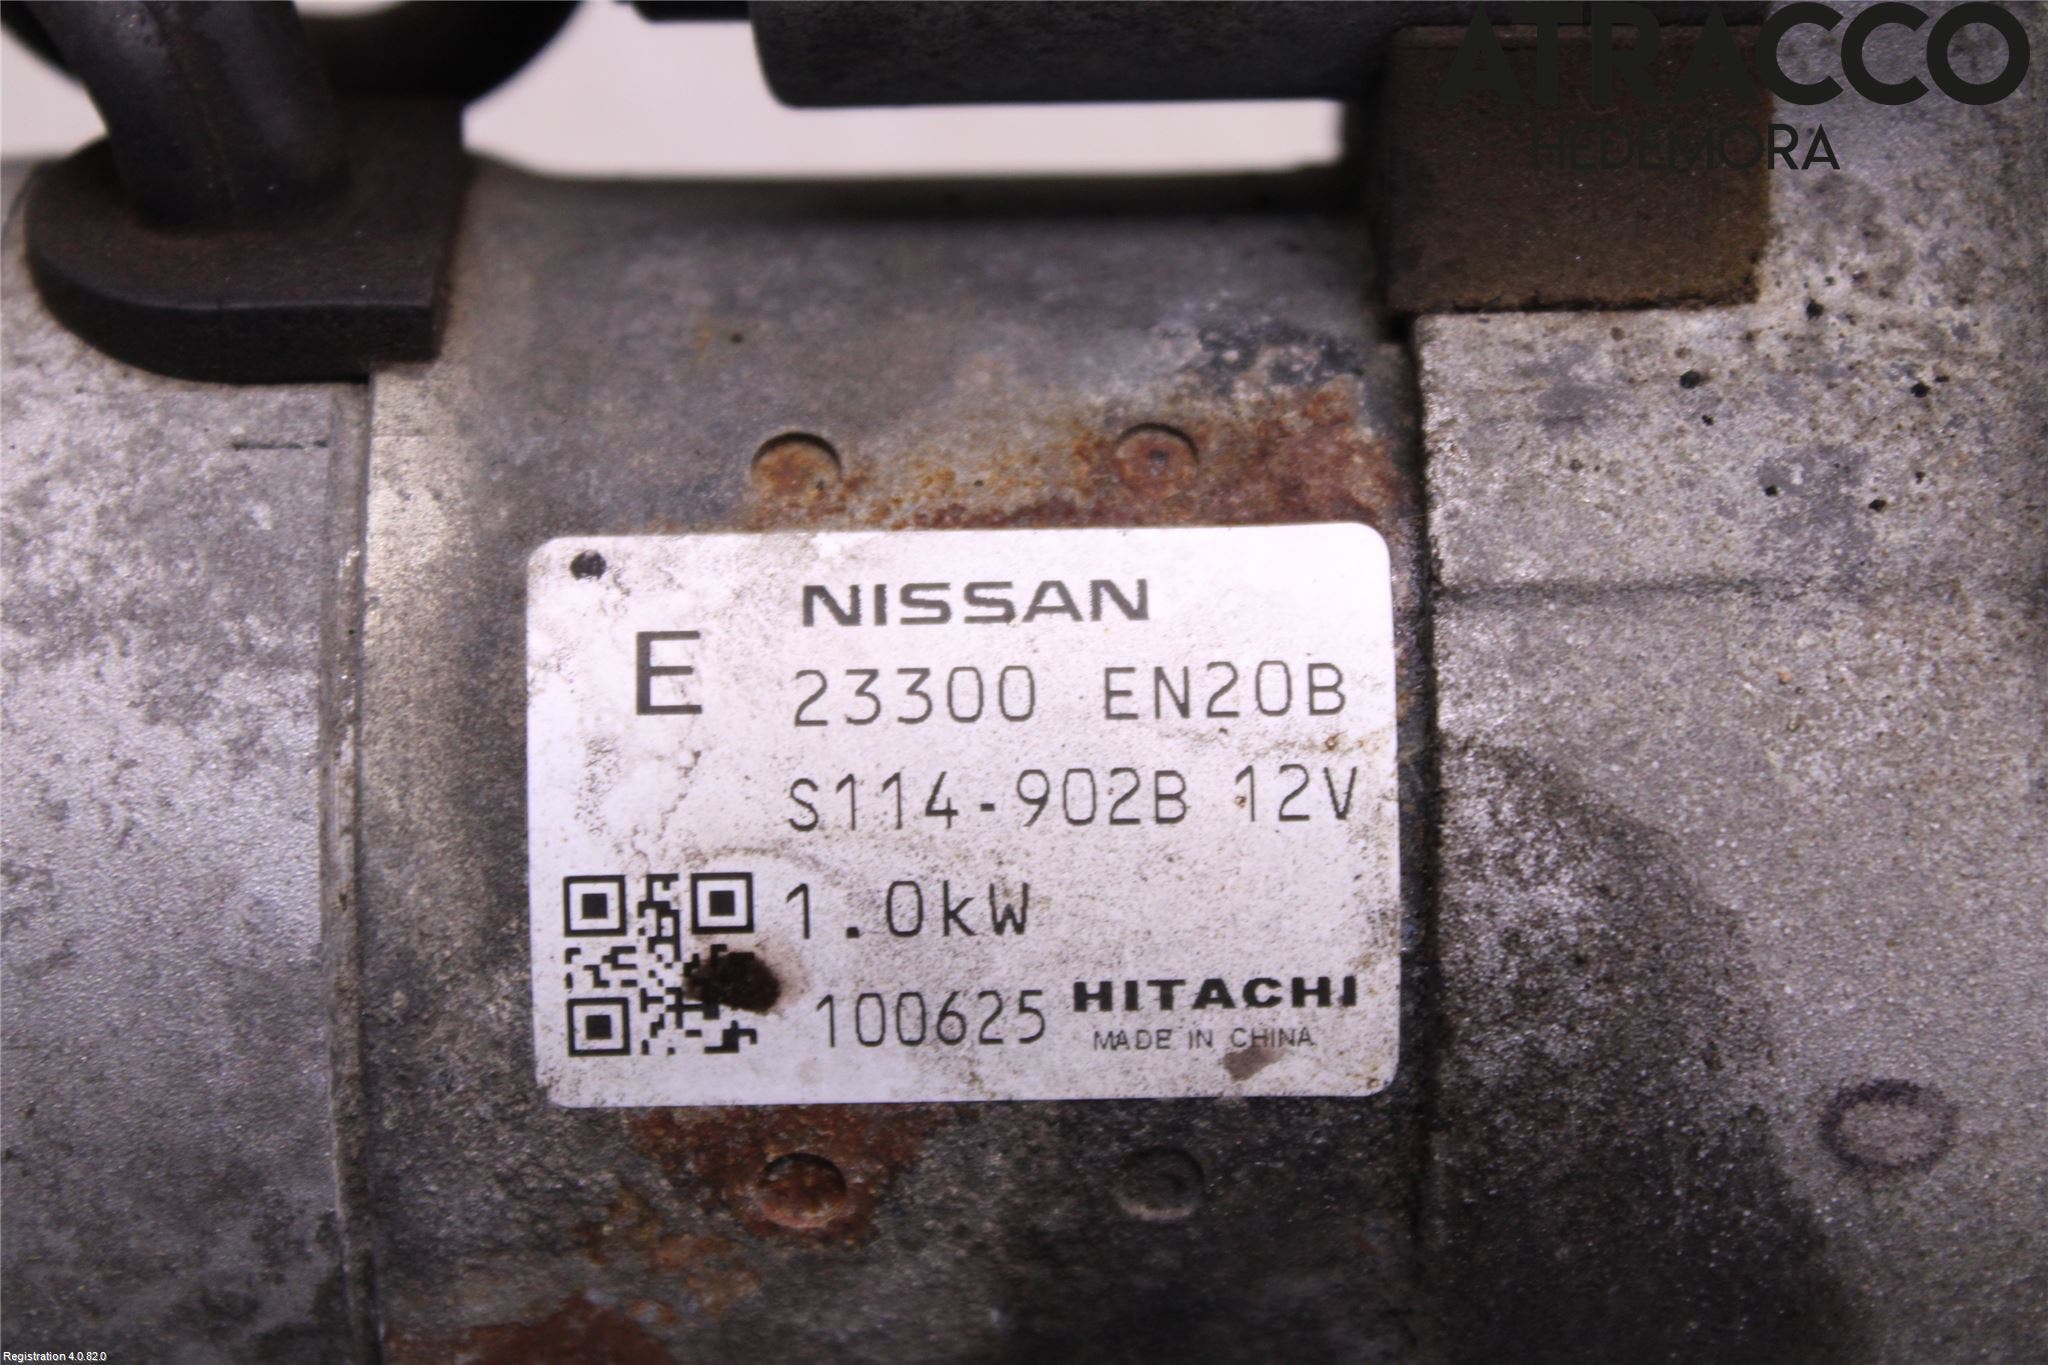 ATRACCO
HEDEMORA
NISSAN
E
23300 EN20B
S114-902B 12V
1.0kW
100625 HITACHI
MADE IN CHINA
Registration 4.0.82.0